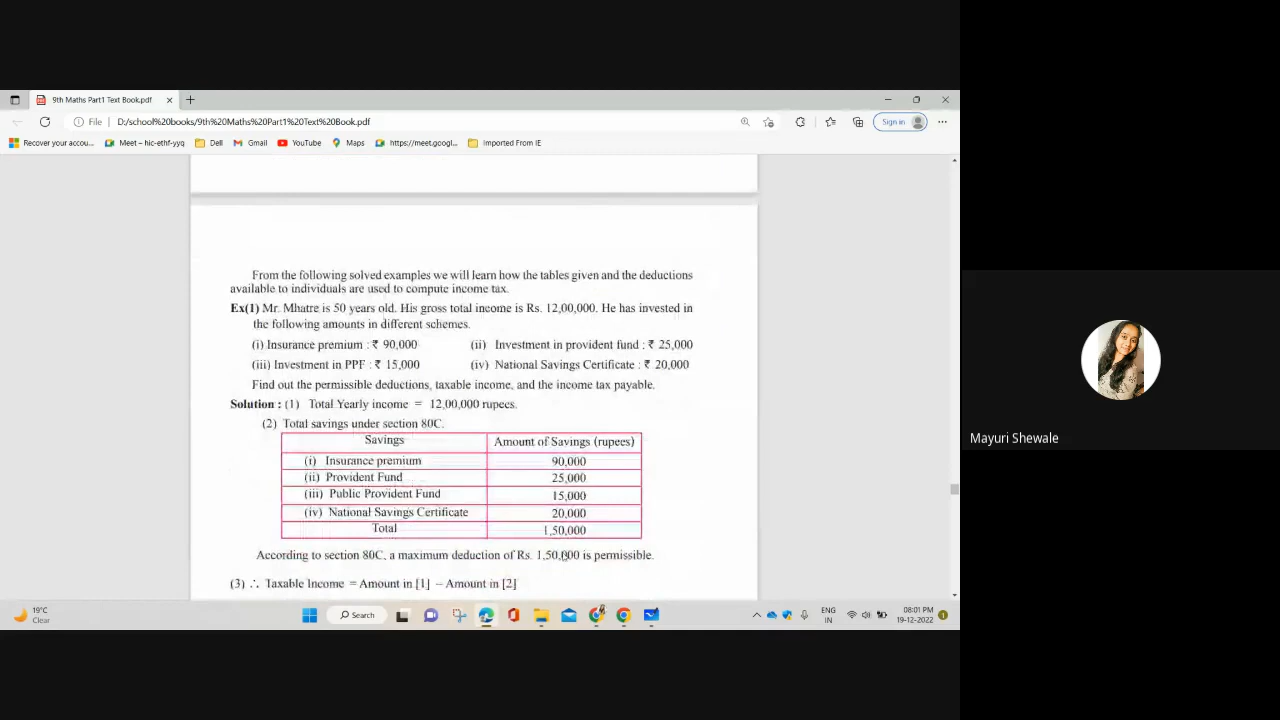 9th Maths Part1 Text Book.pdf
File
D:/school%20books/9th%20Maths%20Part1%20Text%20Book.pdf
Sign in
Recover your accou...
Meet – hic-ethf-yyq
Dell
Gmail
YouTube
Maps
https://meet.googl...
Imported From IE
From the following solved examples we will learn how the tables given and the deductions
available to individuals are used to compute income tax.
Ex(1) Mr. Mhatre is 50 years old. His gross total income is Rs. 12,00,000. He has invested in
the following amounts in different schemes.
(i) Insurance premium : ₹ 90,000 (ii) Investment in provident fund : ₹ 25,000
(iii) Investment in PPF : ₹ 15,000 (iv) National Savings Certificate : ₹ 20,000
Find out the permissible deductions, taxable income, and the income tax payable.
Solution : (1) Total Yearly income = 12,00,000 rupees.
(2) Total savings under section 80C.
Savings Amount of Savings (rupees)
(i) Insurance premium 90,000
(ii) Provident Fund 25,000
(iii) Public Provident Fund 15,000
(iv) National Savings Certificate 20,000
Total 1,50,000
According to section 80C, a maximum deduction of Rs. 1,50,000 is permissible.
(3) ∴ Taxable Income = Amount in [1] – Amount in [2]
Mayuri Shewale
19°C
Clear
Search
ENG
IN
08:01 PM
19-12-2022
1